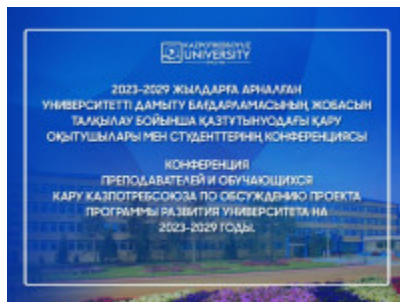 KAZPOTREBSOYUZ
UNIVERSITY
2023-2029 ЖЫЛДАРҒА АРНАЛҒАН
УНИВЕРСИТЕТТІ ДАМЫТУ БАҒДАРЛАМАСЫНЫҢ ЖОБАСЫН
ТАЛҚЫЛАУ БОЙЫНША ҚАЗТҰТЫНУОДАҒЫ ҚАРУ
ОҚЫТУШЫЛАРЫ МЕН СТУДЕНТТЕРІНІҢ КОНФЕРЕНЦИЯСЫ
КОНФЕРЕНЦИЯ
ПРЕПОДАВАТЕЛЕЙ И ОБУЧАЮЩИХСЯ
КАРУ КАЗПОТРЕБСОЮЗА ПО ОБСУЖДЕНИЮ ПРОЕКТА
ПРОГРАММЫ РАЗВИТИЯ УНИВЕРСИТЕТА НА
2023-2029 ГОДЫ.